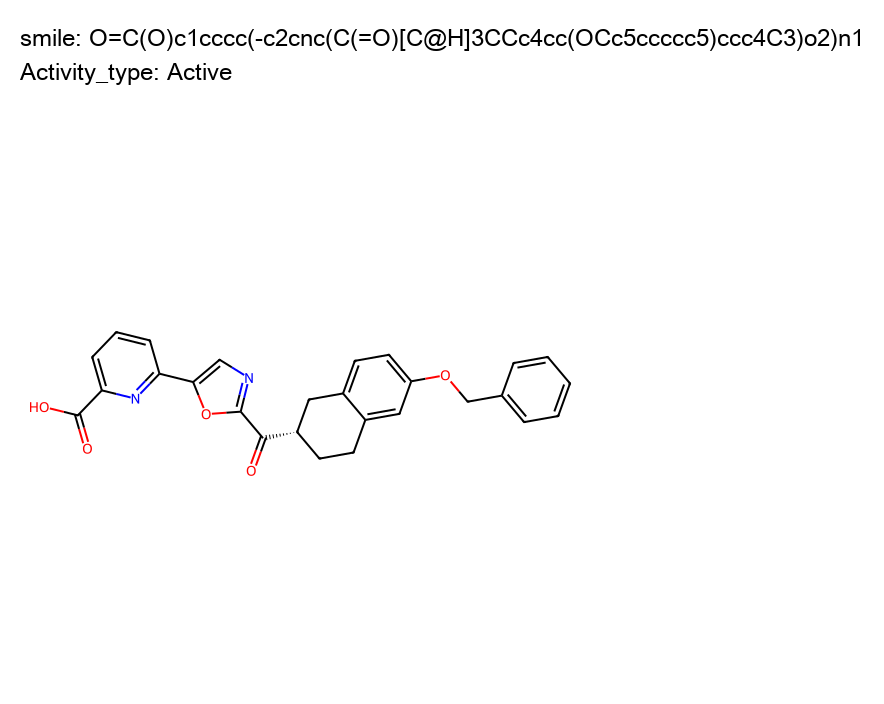 smile: O=C(O)c1cccc(-c2cnc(C(=O)[C@H]3CCc4cc(OCc5ccccc5)ccc4C3)o2)n1
Activity_type: Active
N
O
HO
N
O
O
O